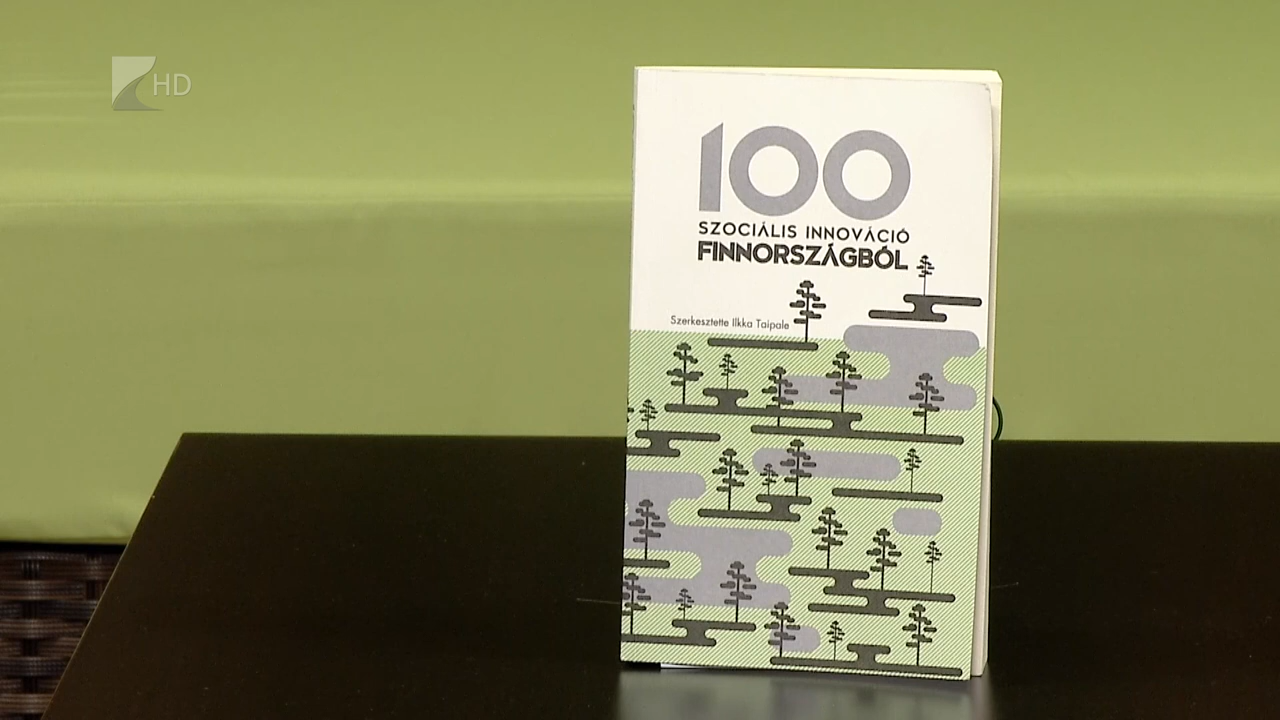 HD
100
SZOCIÁLIS INNOVÁCIÓ
FINNORSZÁGBÓL
Szerkesztette Ilkka Taipale